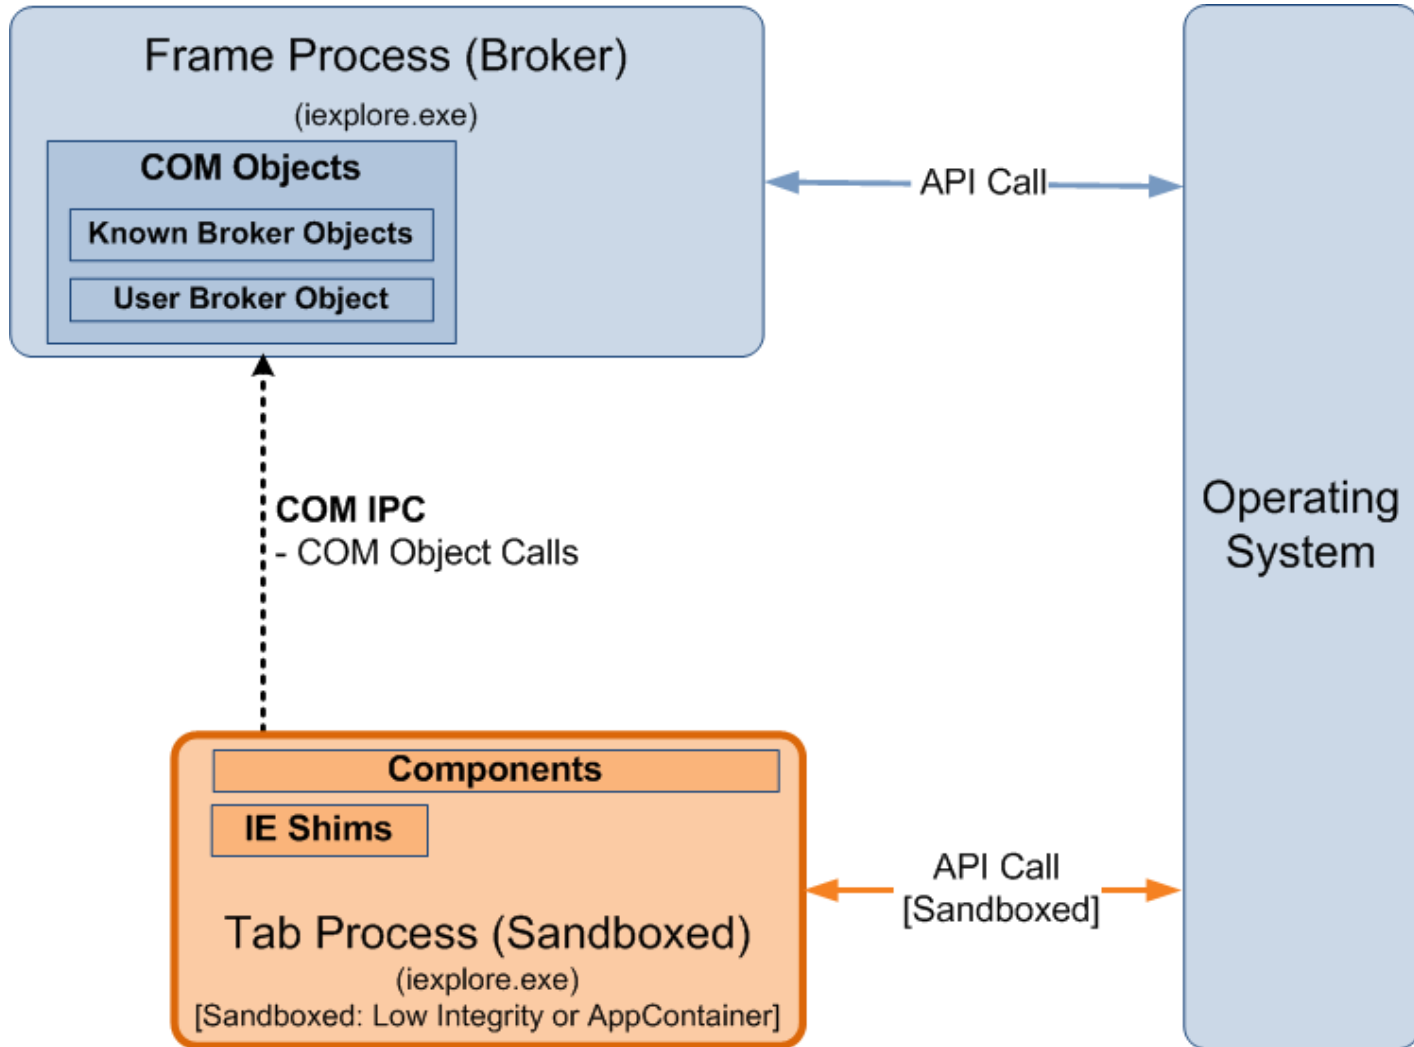 Frame Process (Broker)
(iexplore.exe)
COM Objects
Known Broker Objects
User Broker Object
API Call
COM IPC
- COM Object Calls
Operating
System
Components
IE Shims
Tab Process (Sandboxed)
(iexplore.exe)
[Sandboxed: Low Integrity or AppContainer]
API Call
[Sandboxed]